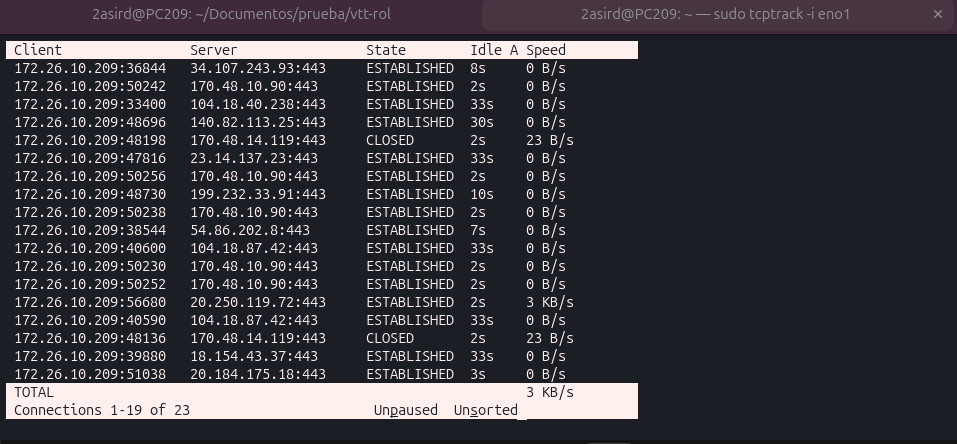 2asird@PC209: ~/Documentos/prueba/vtt-rol 2asird@PC209: ~ — sudo tcptrack -i eno1 ×
Client Server State Idle A Speed
172.26.10.209:36844 34.107.243.93:443 ESTABLISHED 8s 0 B/s
172.26.10.209:50242 170.48.10.90:443 ESTABLISHED 2s 0 B/s
172.26.10.209:33400 104.18.40.238:443 ESTABLISHED 33s 0 B/s
172.26.10.209:48696 140.82.113.25:443 ESTABLISHED 30s 0 B/s
172.26.10.209:48198 170.48.14.119:443 CLOSED 2s 23 B/s
172.26.10.209:47816 23.14.137.23:443 ESTABLISHED 33s 0 B/s
172.26.10.209:50256 170.48.10.90:443 ESTABLISHED 2s 0 B/s
172.26.10.209:48730 199.232.33.91:443 ESTABLISHED 10s 0 B/s
172.26.10.209:50238 170.48.10.90:443 ESTABLISHED 2s 0 B/s
172.26.10.209:38544 54.86.202.8:443 ESTABLISHED 7s 0 B/s
172.26.10.209:40600 104.18.87.42:443 ESTABLISHED 33s 0 B/s
172.26.10.209:50230 170.48.10.90:443 ESTABLISHED 2s 0 B/s
172.26.10.209:50252 170.48.10.90:443 ESTABLISHED 2s 0 B/s
172.26.10.209:56680 20.250.119.72:443 ESTABLISHED 2s 3 KB/s
172.26.10.209:40590 104.18.87.42:443 ESTABLISHED 33s 0 B/s
172.26.10.209:48136 170.48.14.119:443 CLOSED 2s 23 B/s
172.26.10.209:39880 18.154.43.37:443 ESTABLISHED 33s 0 B/s
172.26.10.209:51038 20.184.175.18:443 ESTABLISHED 3s 0 B/s
TOTAL 3 KB/s
Connections 1-19 of 23 Unpaused Unsorted